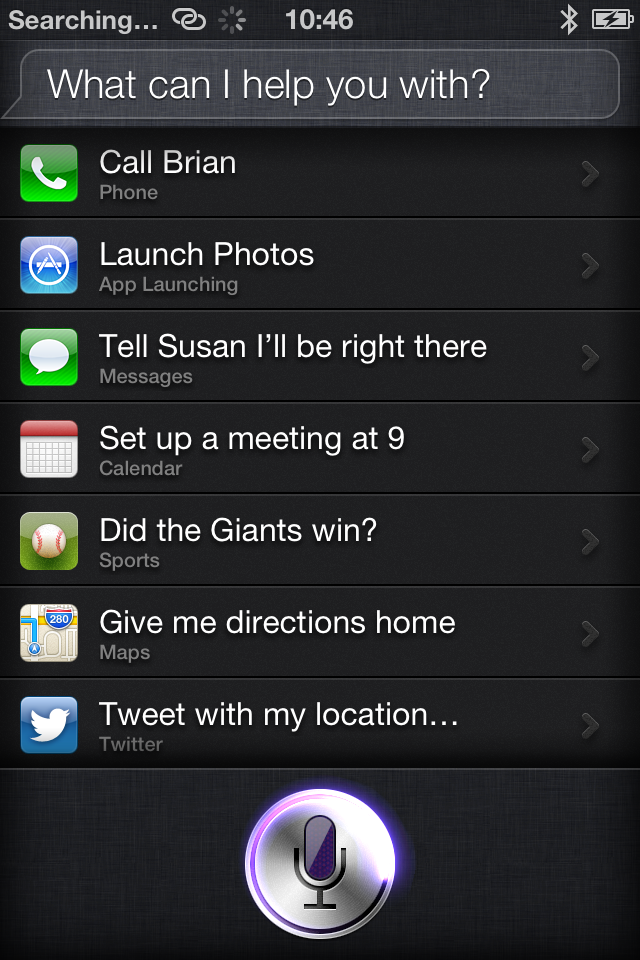 Searching... 10:46
What can I help you with?
Call Brian
Phone
Launch Photos
App Launching
Tell Susan I’ll be right there
Messages
Set up a meeting at 9
Calendar
Did the Giants win?
Sports
280
Give me directions home
Maps
Tweet with my location…
Twitter